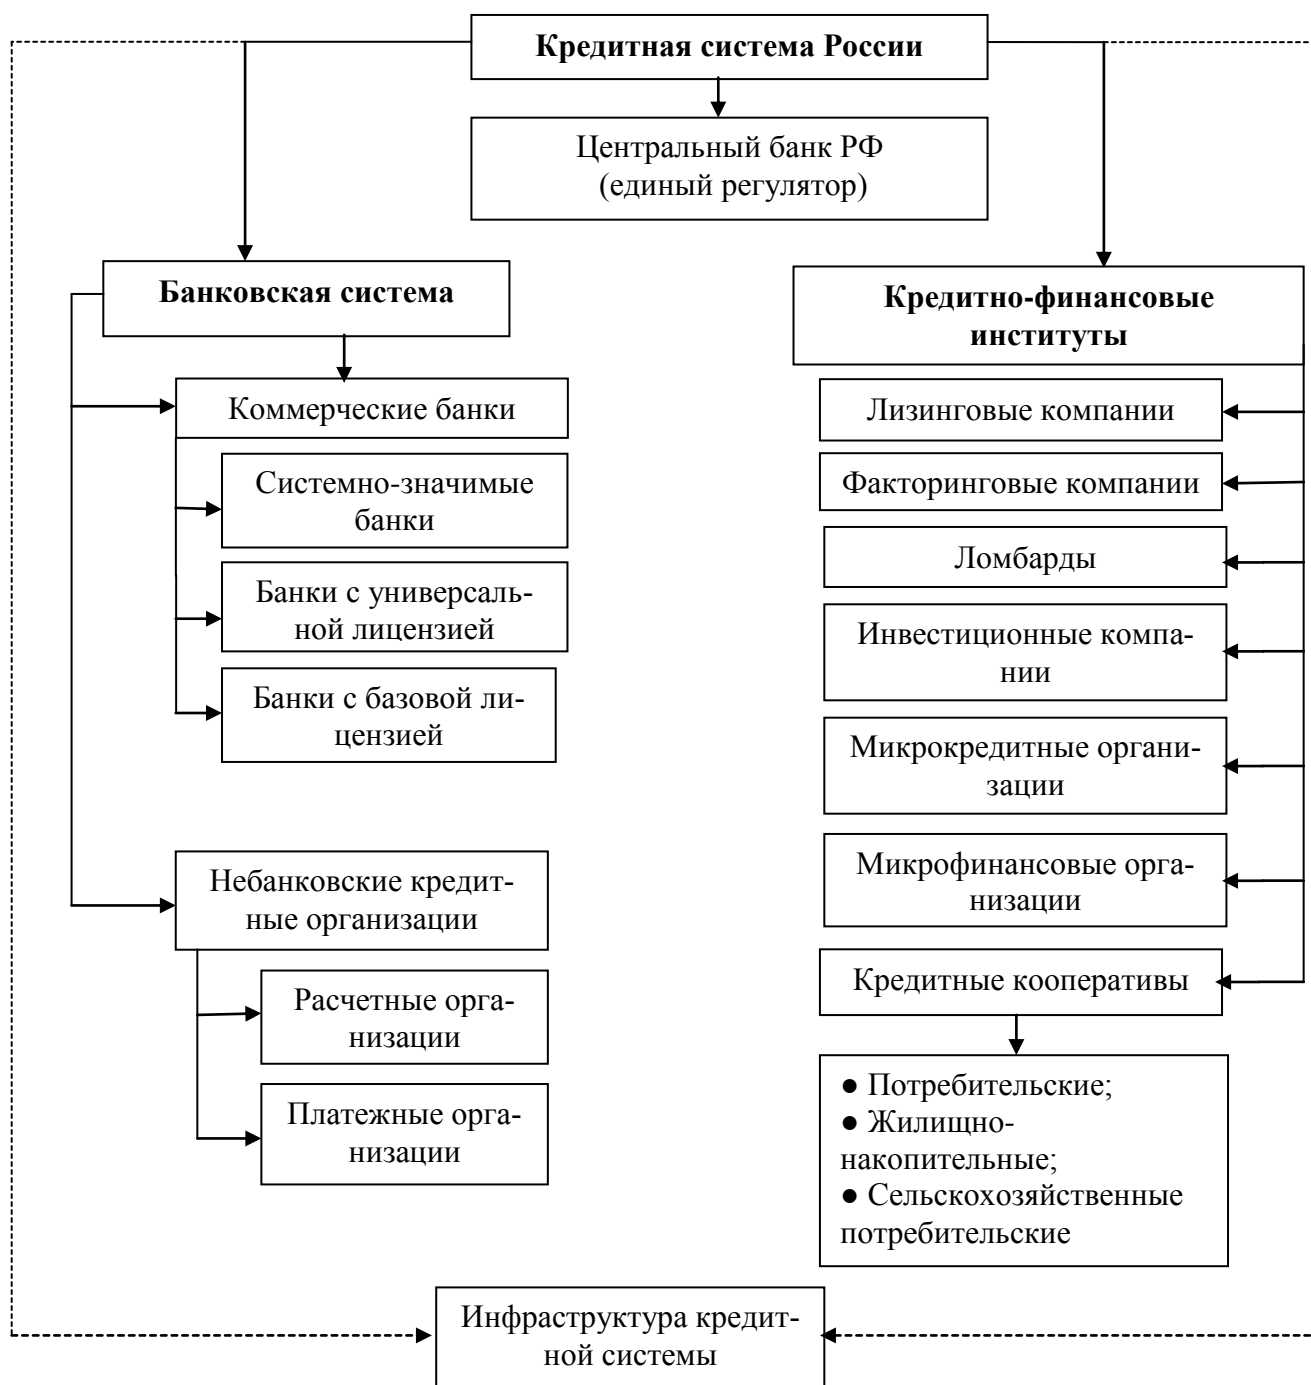 Кредитная система России
Центральный банк РФ
(единый регулятор)
Банковская система
Коммерческие банки
Системно-значимые
банки
Банки с универсаль-
ной лицензией
Банки с базовой ли-
цензией
Небанковские кредит-
ные организации
Расчетные орга-
низации
Платежные орга-
низации
Кредитно-финансовые
институты
Лизинговые компании
Факторинговые компании
Ломбарды
Инвестиционные компа-
нии
Микрокредитные органи-
зации
Микрофинансовые орга-
низации
Кредитные кооперативы
● Потребительские;
● Жилищно-
накопительные;
● Сельскохозяйственные
потребительские
Инфраструктура кредит-
ной системы